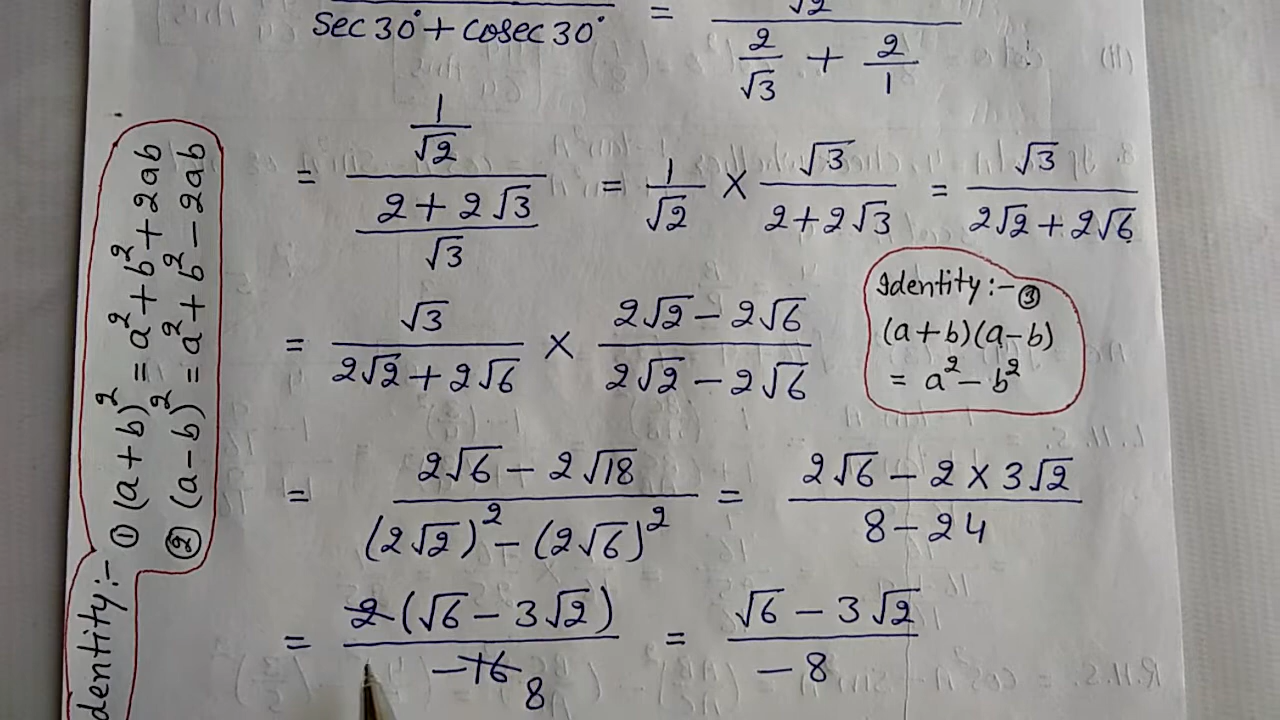 sec 30° + cosec 30° = √2 / (2/√3 + 2/1)
= (1/√2) / ((2 + 2√3)/√3) = 1/√2 × √3/(2 + 2√3) = √3/(2√2 + 2√6)
= √3/(2√2 + 2√6) × (2√2 − 2√6)/(2√2 − 2√6)
= (2√6 − 2√18)/((2√2)² − (2√6)²) = (2√6 − 2 × 3√2)/(8 − 24)
= 2(√6 − 3√2)/−16 8 = (√6 − 3√2)/−8
Identity:- ③
(a + b)(a − b)
= a² − b²
dentity:- ① (a + b)² = a² + b² + 2ab
② (a − b)² = a² + b² − 2ab